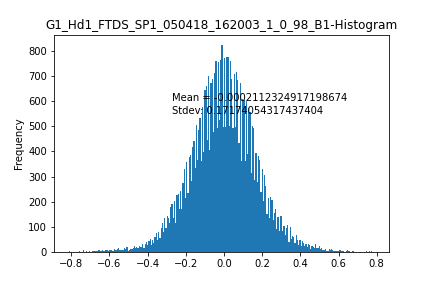 G1_Hd1_FTDS_SP1_050418_162003_1_0_98_B1-Histogram
800
700
600
500
400
300
200
100
0
Frequency
Mean = -0.0002112324917198674
Stdev: 0.17174054317437404
−0.8 −0.6 −0.4 −0.2 0.0 0.2 0.4 0.6 0.8